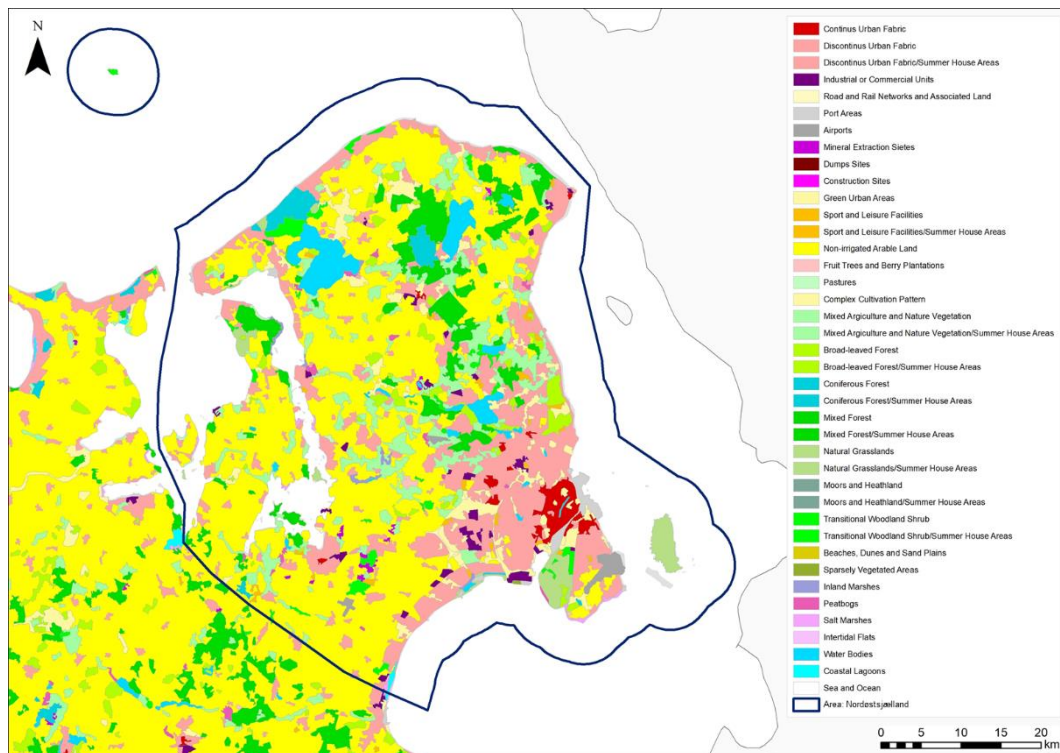 N
Continus Urban Fabric
Discontinus Urban Fabric
Discontinus Urban Fabric/Summer House Areas
Industrial or Commercial Units
Road and Rail Networks and Associated Land
Port Areas
Airports
Mineral Extraction Sietes
Dumps Sites
Construction Sites
Green Urban Areas
Sport and Leisure Facilities
Sport and Leisure Facilities/Summer House Areas
Non-irrigated Arable Land
Fruit Trees and Berry Plantations
Pastures
Complex Cultivation Pattern
Mixed Argiculture and Nature Vegetation
Mixed Argiculture and Nature Vegetation/Summer House Areas
Broad-leaved Forest
Broad-leaved Forest/Summer House Areas
Coniferous Forest
Coniferous Forest/Summer House Areas
Mixed Forest
Mixed Forest/Summer House Areas
Natural Grasslands
Natural Grasslands/Summer House Areas
Moors and Heathland
Moors and Heathland/Summer House Areas
Transitional Woodland Shrub
Transitional Woodland Shrub/Summer House Areas
Beaches, Dunes and Sand Plains
Sparsely Vegetated Areas
Inland Marshes
Peatbogs
Salt Marshes
Intertidal Flats
Water Bodies
Coastal Lagoons
Sea and Ocean
Area: Nordøstsjælland
0 5 10 15 20
km